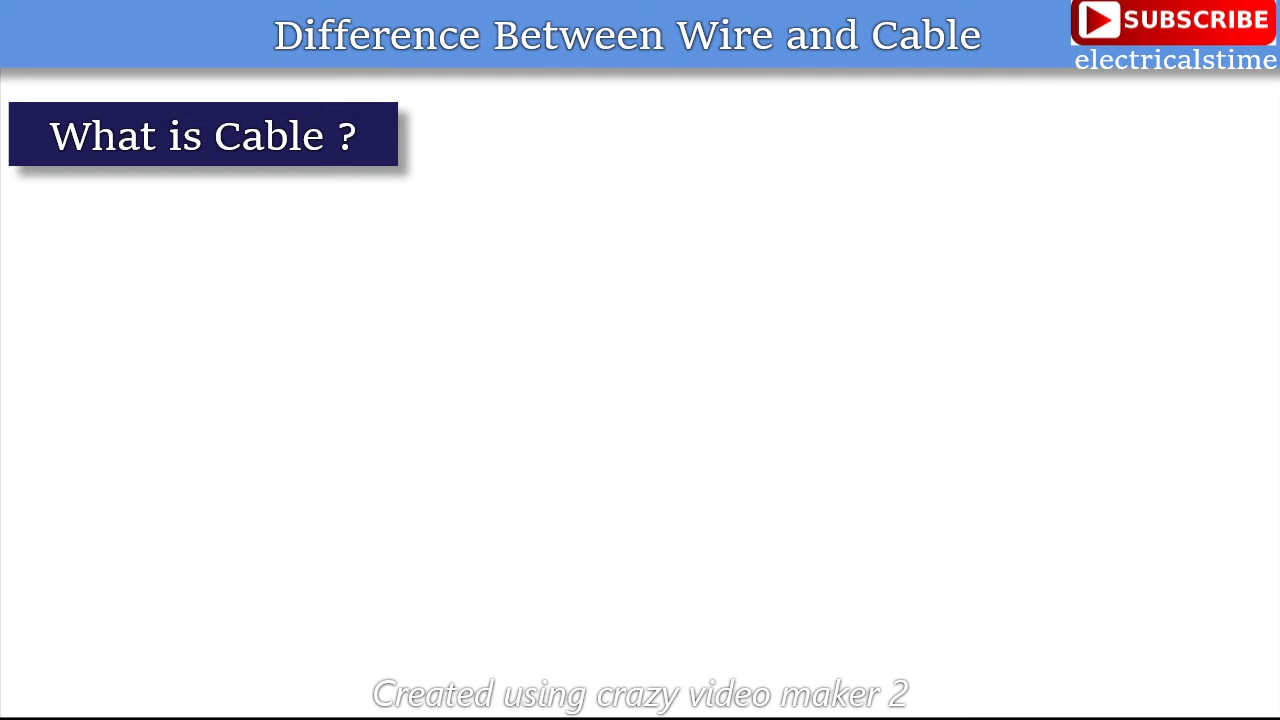 Difference Between Wire and Cable
SUBSCRIBE
electricalstime
What is Cable ?
Created using crazy video maker 2